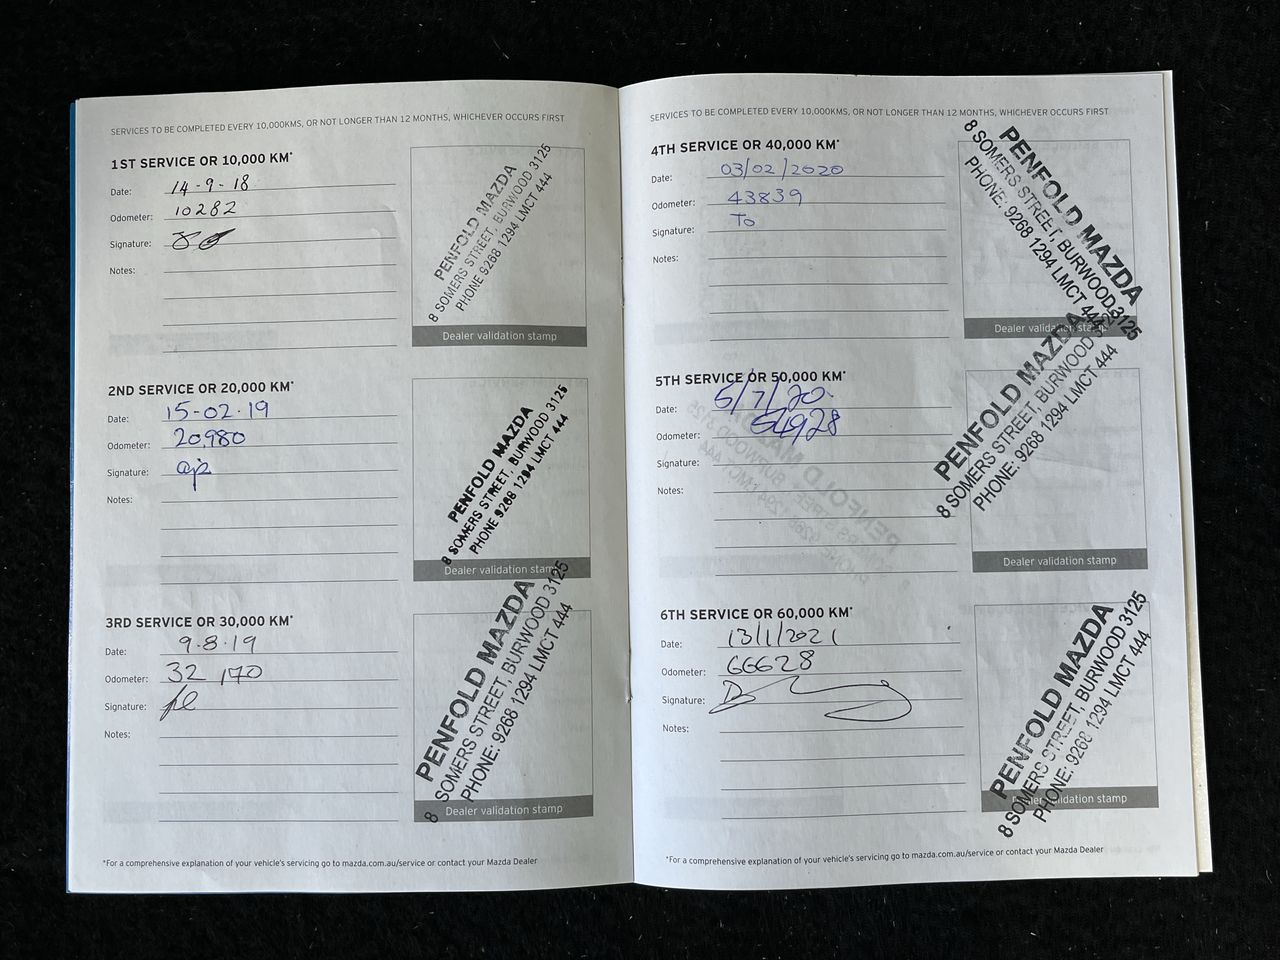 SERVICES TO BE COMPLETED EVERY 10,000KMS, OR NOT LONGER THAN 12 MONTHS, WHICHEVER OCCURS FIRST
1ST SERVICE OR 10,000 KM*
Date: 14-9-18
Odometer: 10282
Signature:
Notes:
PENFOLD MAZDA
8 SOMERS STREET, BURWOOD 3125
PHONE 9268 1294 LMCT 444
Dealer validation stamp
2ND SERVICE OR 20,000 KM*
Date: 15-02-19
Odometer: 20,980
Signature:
Notes:
PENFOLD MAZDA
8 SOMERS STREET, BURWOOD 3125
PHONE 9268 1294 LMCT 444
Dealer validation stamp
3RD SERVICE OR 30,000 KM*
Date: 9.8.19
Odometer: 32,170
Signature:
Notes:
PENFOLD MAZDA
8 SOMERS STREET, BURWOOD 3125
PHONE: 9268 1294 LMCT 444
Dealer validation stamp
*For a comprehensive explanation of your vehicle's servicing go to mazda.com.au/service or contact your Mazda Dealer
SERVICES TO BE COMPLETED EVERY 10,000KMS, OR NOT LONGER THAN 12 MONTHS, WHICHEVER OCCURS FIRST
4TH SERVICE OR 40,000 KM*
Date: 03/02/2020
Odometer: 43839
Signature: To
Notes:
PENFOLD MAZDA
8 SOMERS STREET, BURWOOD 3125
PHONE: 9268 1294 LMCT 444
Dealer validation stamp
5TH SERVICE OR 50,000 KM*
Date: 6/7/20.
Odometer: 54928
Signature:
Notes:
PENFOLD MAZDA
8 SOMERS STREET, BURWOOD 3125
PHONE: 9268 1294 LMCT 444
Dealer validation stamp
6TH SERVICE OR 60,000 KM*
Date: 13/1/2021
Odometer: 66628
Signature:
Notes:
PENFOLD MAZDA
8 SOMERS STREET, BURWOOD 3125
PHONE: 9268 1294 LMCT 444
Dealer validation stamp
*For a comprehensive explanation of your vehicle's servicing go to mazda.com.au/service or contact your Mazda Dealer